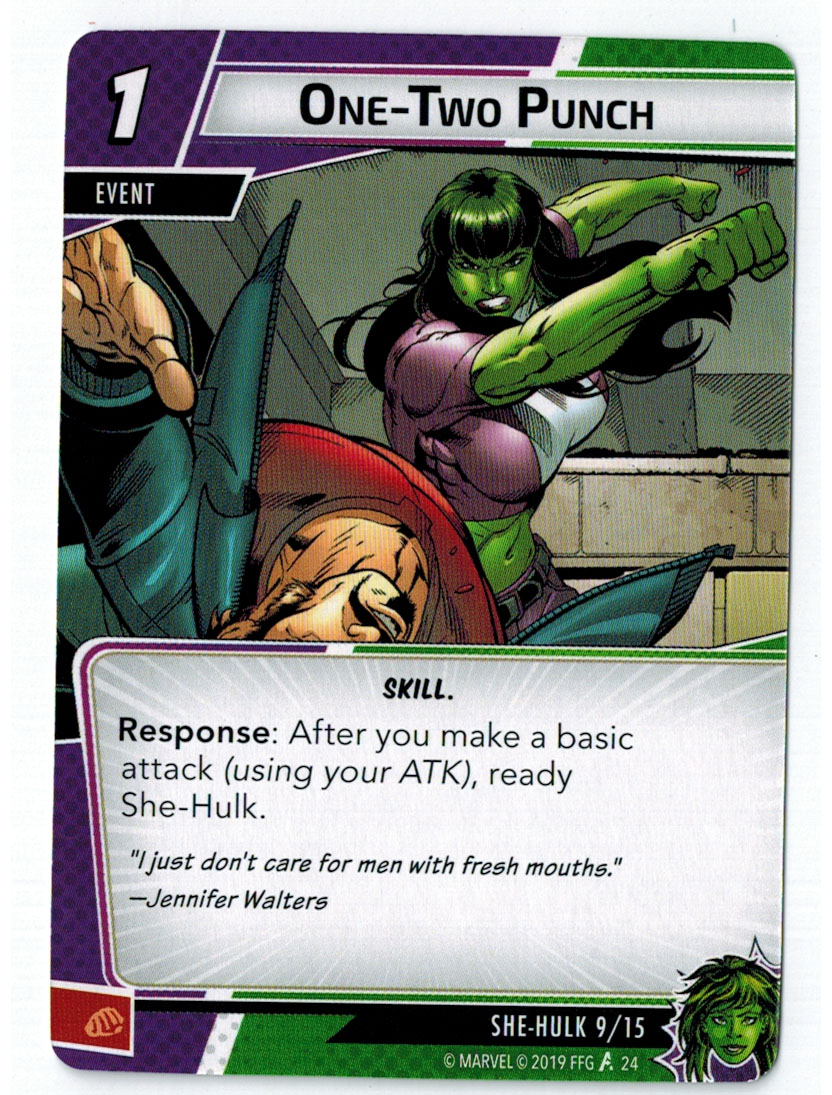 1
ONE-TWO PUNCH
EVENT
SKILL.
Response: After you make a basic
attack (using your ATK), ready
She-Hulk.
"I just don't care for men with fresh mouths."
—Jennifer Walters
SHE-HULK 9/15
© MARVEL © 2019 FFG 24